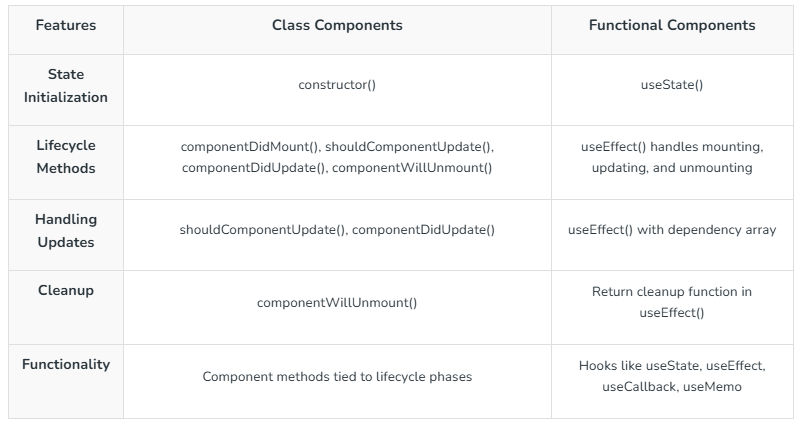 Features
Class Components
Functional Components
State
Initialization
constructor()
useState()
Lifecycle
Methods
componentDidMount(), shouldComponentUpdate(),
componentDidUpdate(), componentWillUnmount()
useEffect() handles mounting,
updating, and unmounting
Handling
Updates
shouldComponentUpdate(), componentDidUpdate()
useEffect() with dependency array
Cleanup
componentWillUnmount()
Return cleanup function in
useEffect()
Functionality
Component methods tied to lifecycle phases
Hooks like useState, useEffect,
useCallback, useMemo